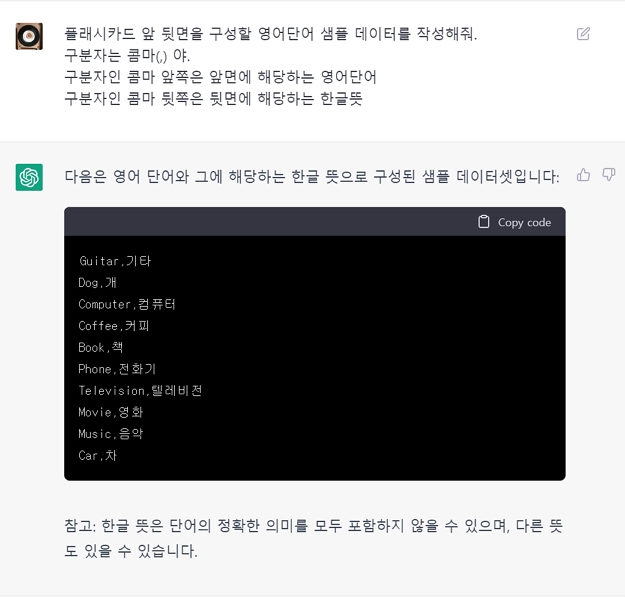 플래시카드 앞 뒷면을 구성할 영어단어 샘플 데이터를 작성해줘.
구분자는 콤마(,) 야.
구분자인 콤마 앞쪽은 앞면에 해당하는 영어단어
구분자인 콤마 뒷쪽은 뒷면에 해당하는 한글뜻
다음은 영어 단어와 그에 해당하는 한글 뜻으로 구성된 샘플 데이터셋입니다:
Copy code
Guitar,기타
Dog,개
Computer,컴퓨터
Coffee,커피
Book,책
Phone,전화기
Television,텔레비전
Movie,영화
Music,음악
Car,차
참고: 한글 뜻은 단어의 정확한 의미를 모두 포함하지 않을 수 있으며, 다른 뜻
도 있을 수 있습니다.